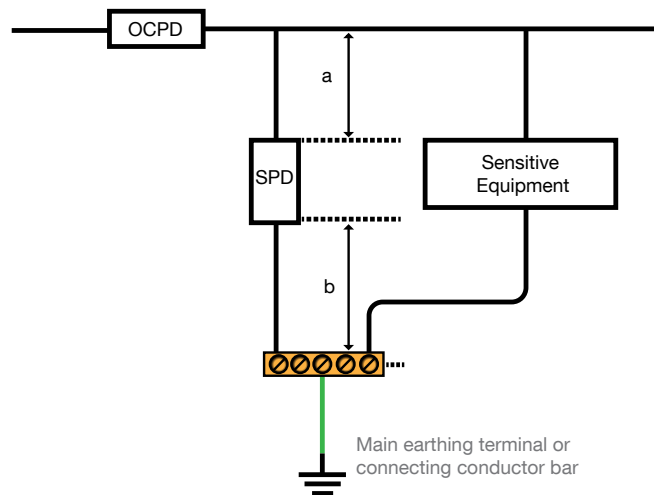 OCPD
a
SPD
Sensitive
Equipment
b
Main earthing terminal or
connecting conductor bar